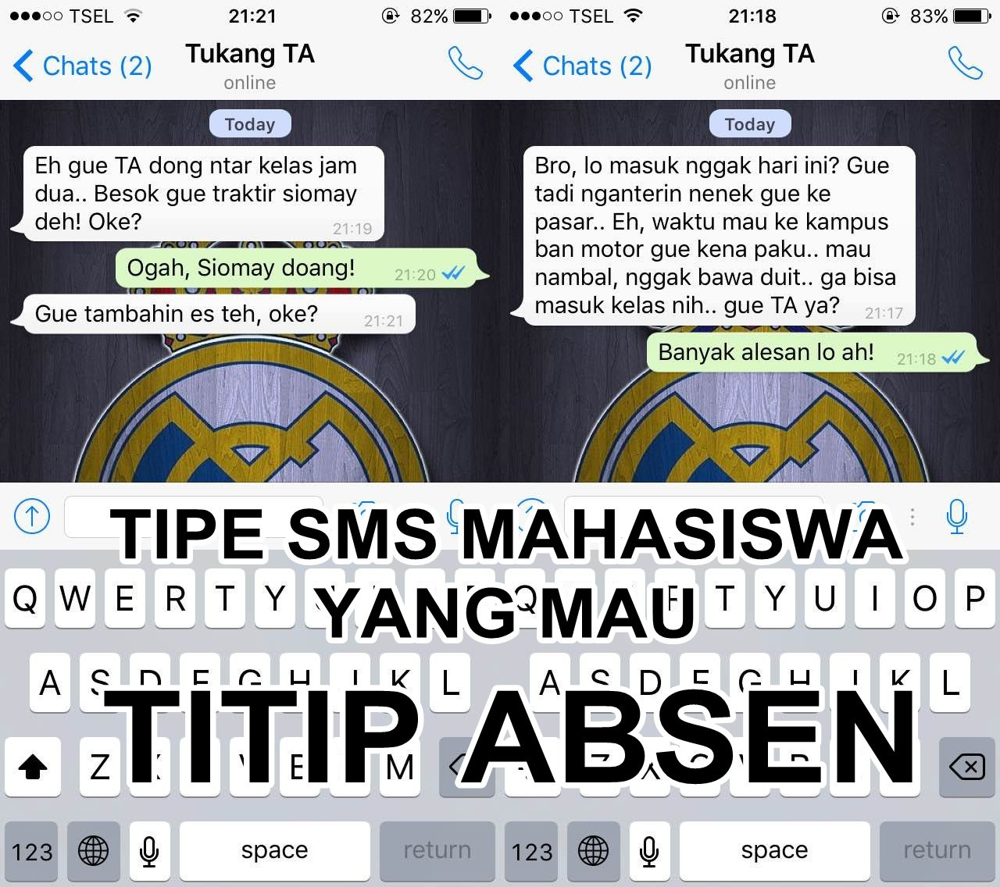 TSEL 21:21 82%
Chats (2)
Tukang TA
online
Today
Eh gue TA dong ntar kelas jam
dua.. Besok gue traktir siomay
deh! Oke?
21:19
Ogah, Siomay doang!
21:20
Gue tambahin es teh, oke?
21:21
TSEL 21:18 83%
Chats (2)
Tukang TA
online
Today
Bro, lo masuk nggak hari ini? Gue
tadi nganterin nenek gue ke
pasar.. Eh, waktu mau ke kampus
ban motor gue kena paku.. mau
nambal, nggak bawa duit.. ga bisa
masuk kelas nih.. gue TA ya?
21:17
Banyak alesan lo ah!
21:18
TIPE SMS MAHASISWA
YANG MAU
TITIP ABSEN
Q W E R T Y
T Y U I O P
A S D F G H J K L
A S D F G H J K L
Z M
123 space return
123 space return